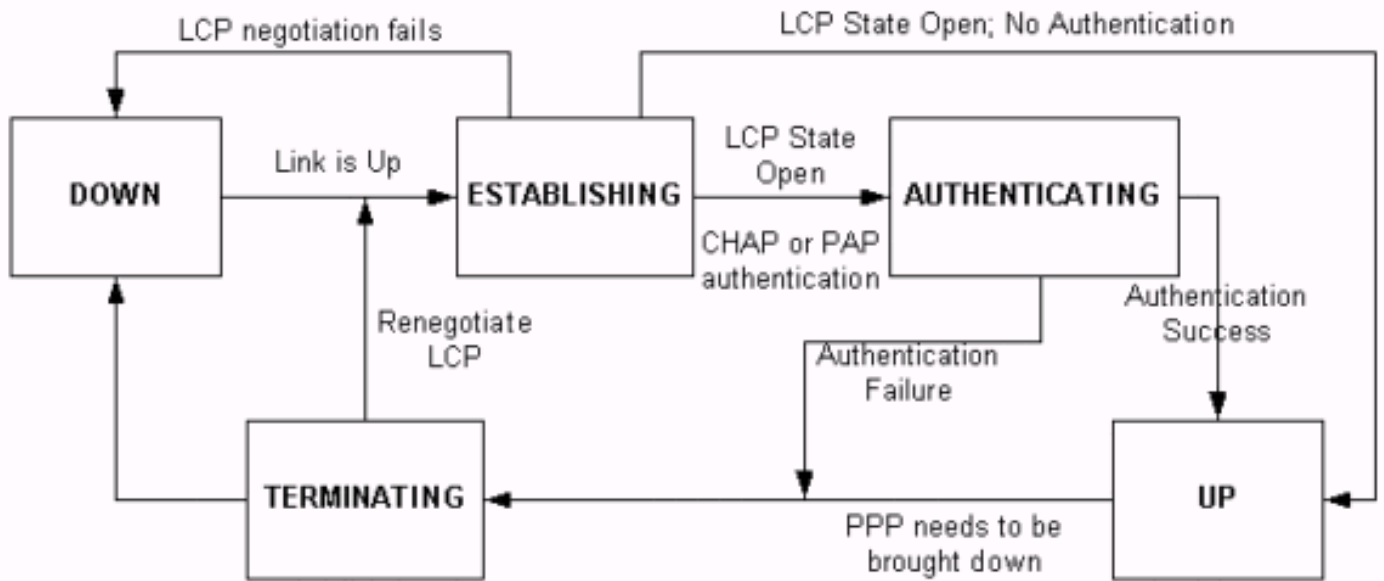 LCP negotiation fails
LCP State Open; No Authentication
DOWN
Link is Up
ESTABLISHING
LCP State
Open
CHAP or PAP
authentication
AUTHENTICATING
Renegotiate
LCP
Authentication
Failure
Authentication
Success
TERMINATING
PPP needs to be
brought down
UP